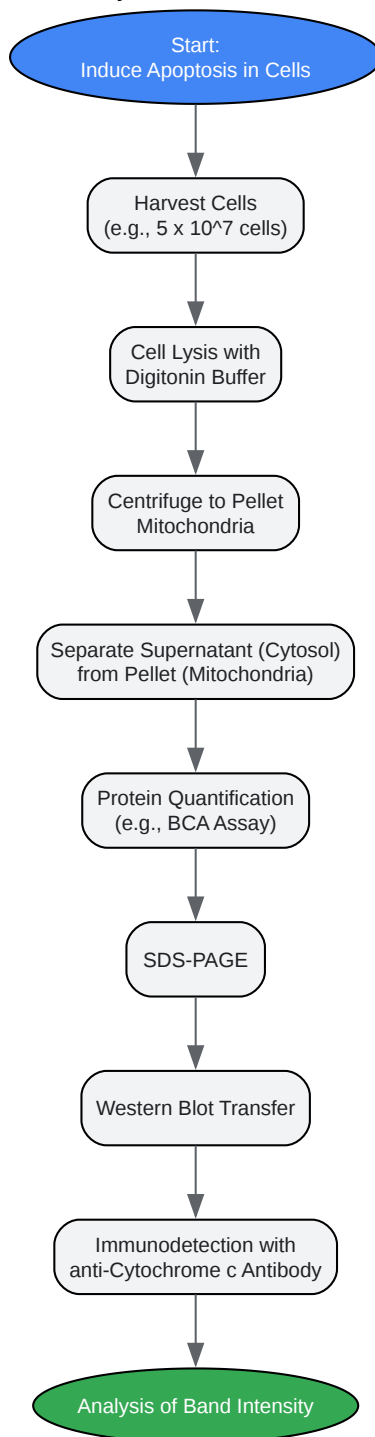 Start:
Induce Apoptosis in Cells
Harvest Cells
(e.g., 5 x 10^7 cells)
Cell Lysis with
Digitonin Buffer
Centrifuge to Pellet
Mitochondria
Separate Supernatant (Cytosol)
from Pellet (Mitochondria)
Protein Quantification
(e.g., BCA Assay)
SDS-PAGE
Western Blot Transfer
Immunodetection with
anti-Cytochrome c Antibody
Analysis of Band Intensity